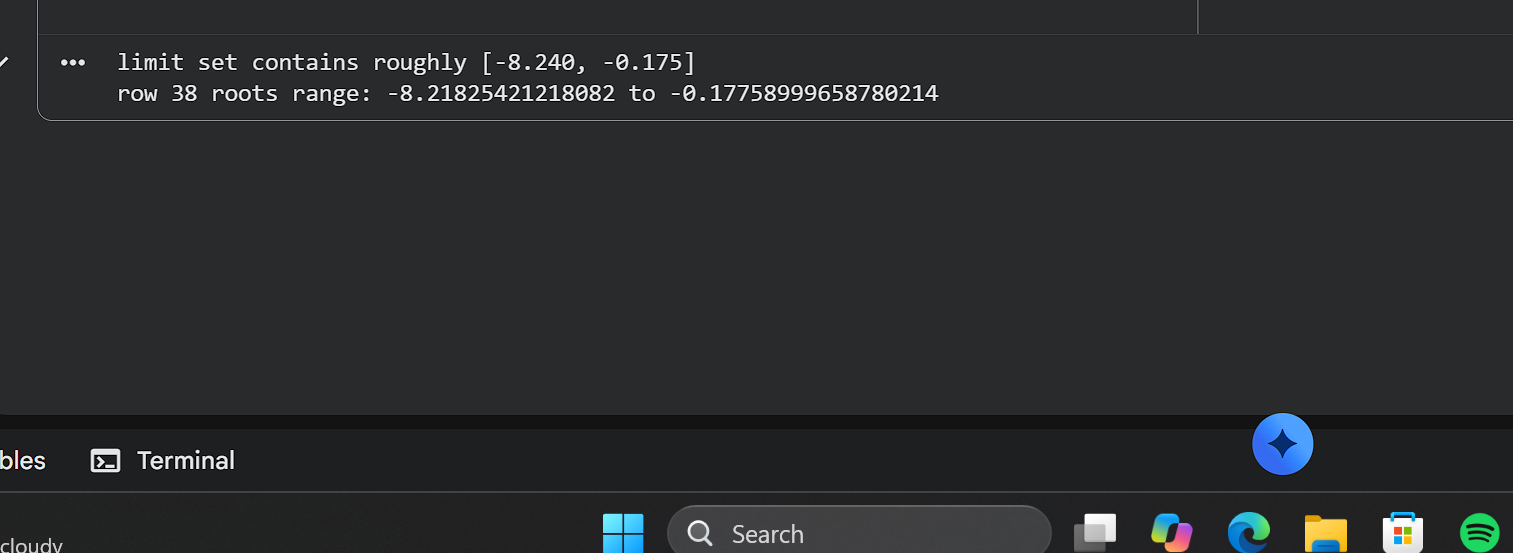 limit set contains roughly [-8.240, -0.175]
row 38 roots range: -8.21825421218082 to -0.17758999658780214
bles
Terminal
Search
cloudy